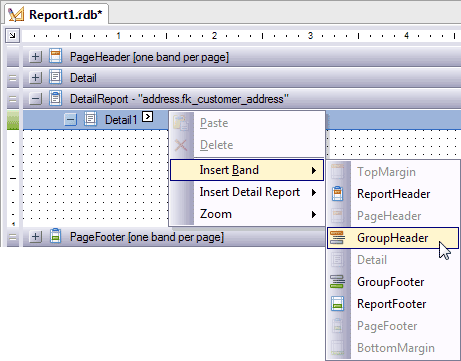 Report1.rdb*
1 2 3 4
PageHeader [one band per page]
Detail
DetailReport - "address.fk_customer_address"
Detail1
Paste
Delete
Insert Band
Insert Detail Report
Zoom
PageFooter [one band per page]
TopMargin
ReportHeader
PageHeader
GroupHeader
Detail
GroupFooter
ReportFooter
PageFooter
BottomMargin